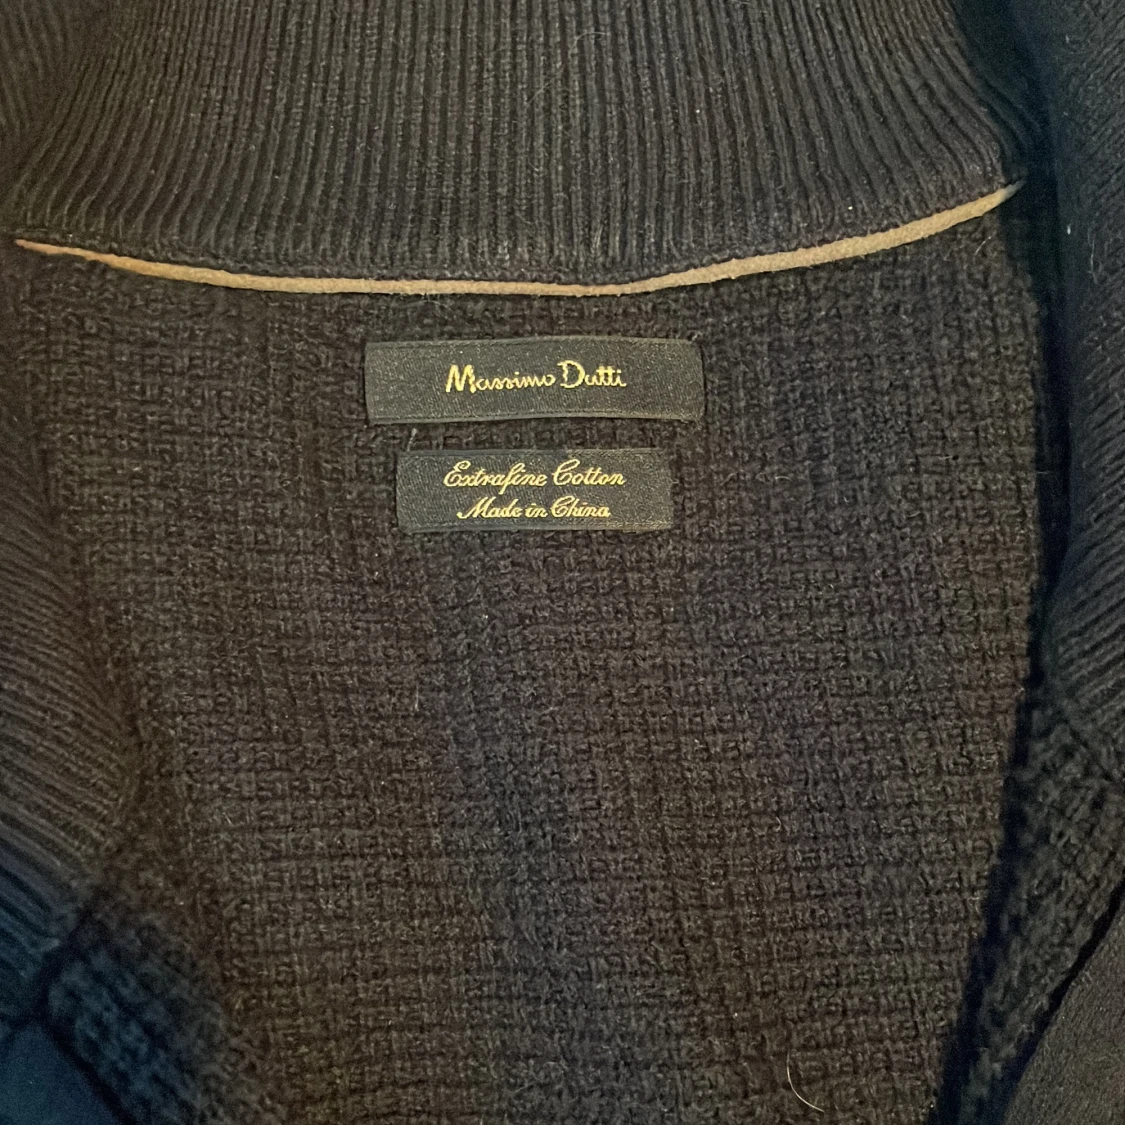 Massimo Dutti
Extrafine Cotton
Made in China